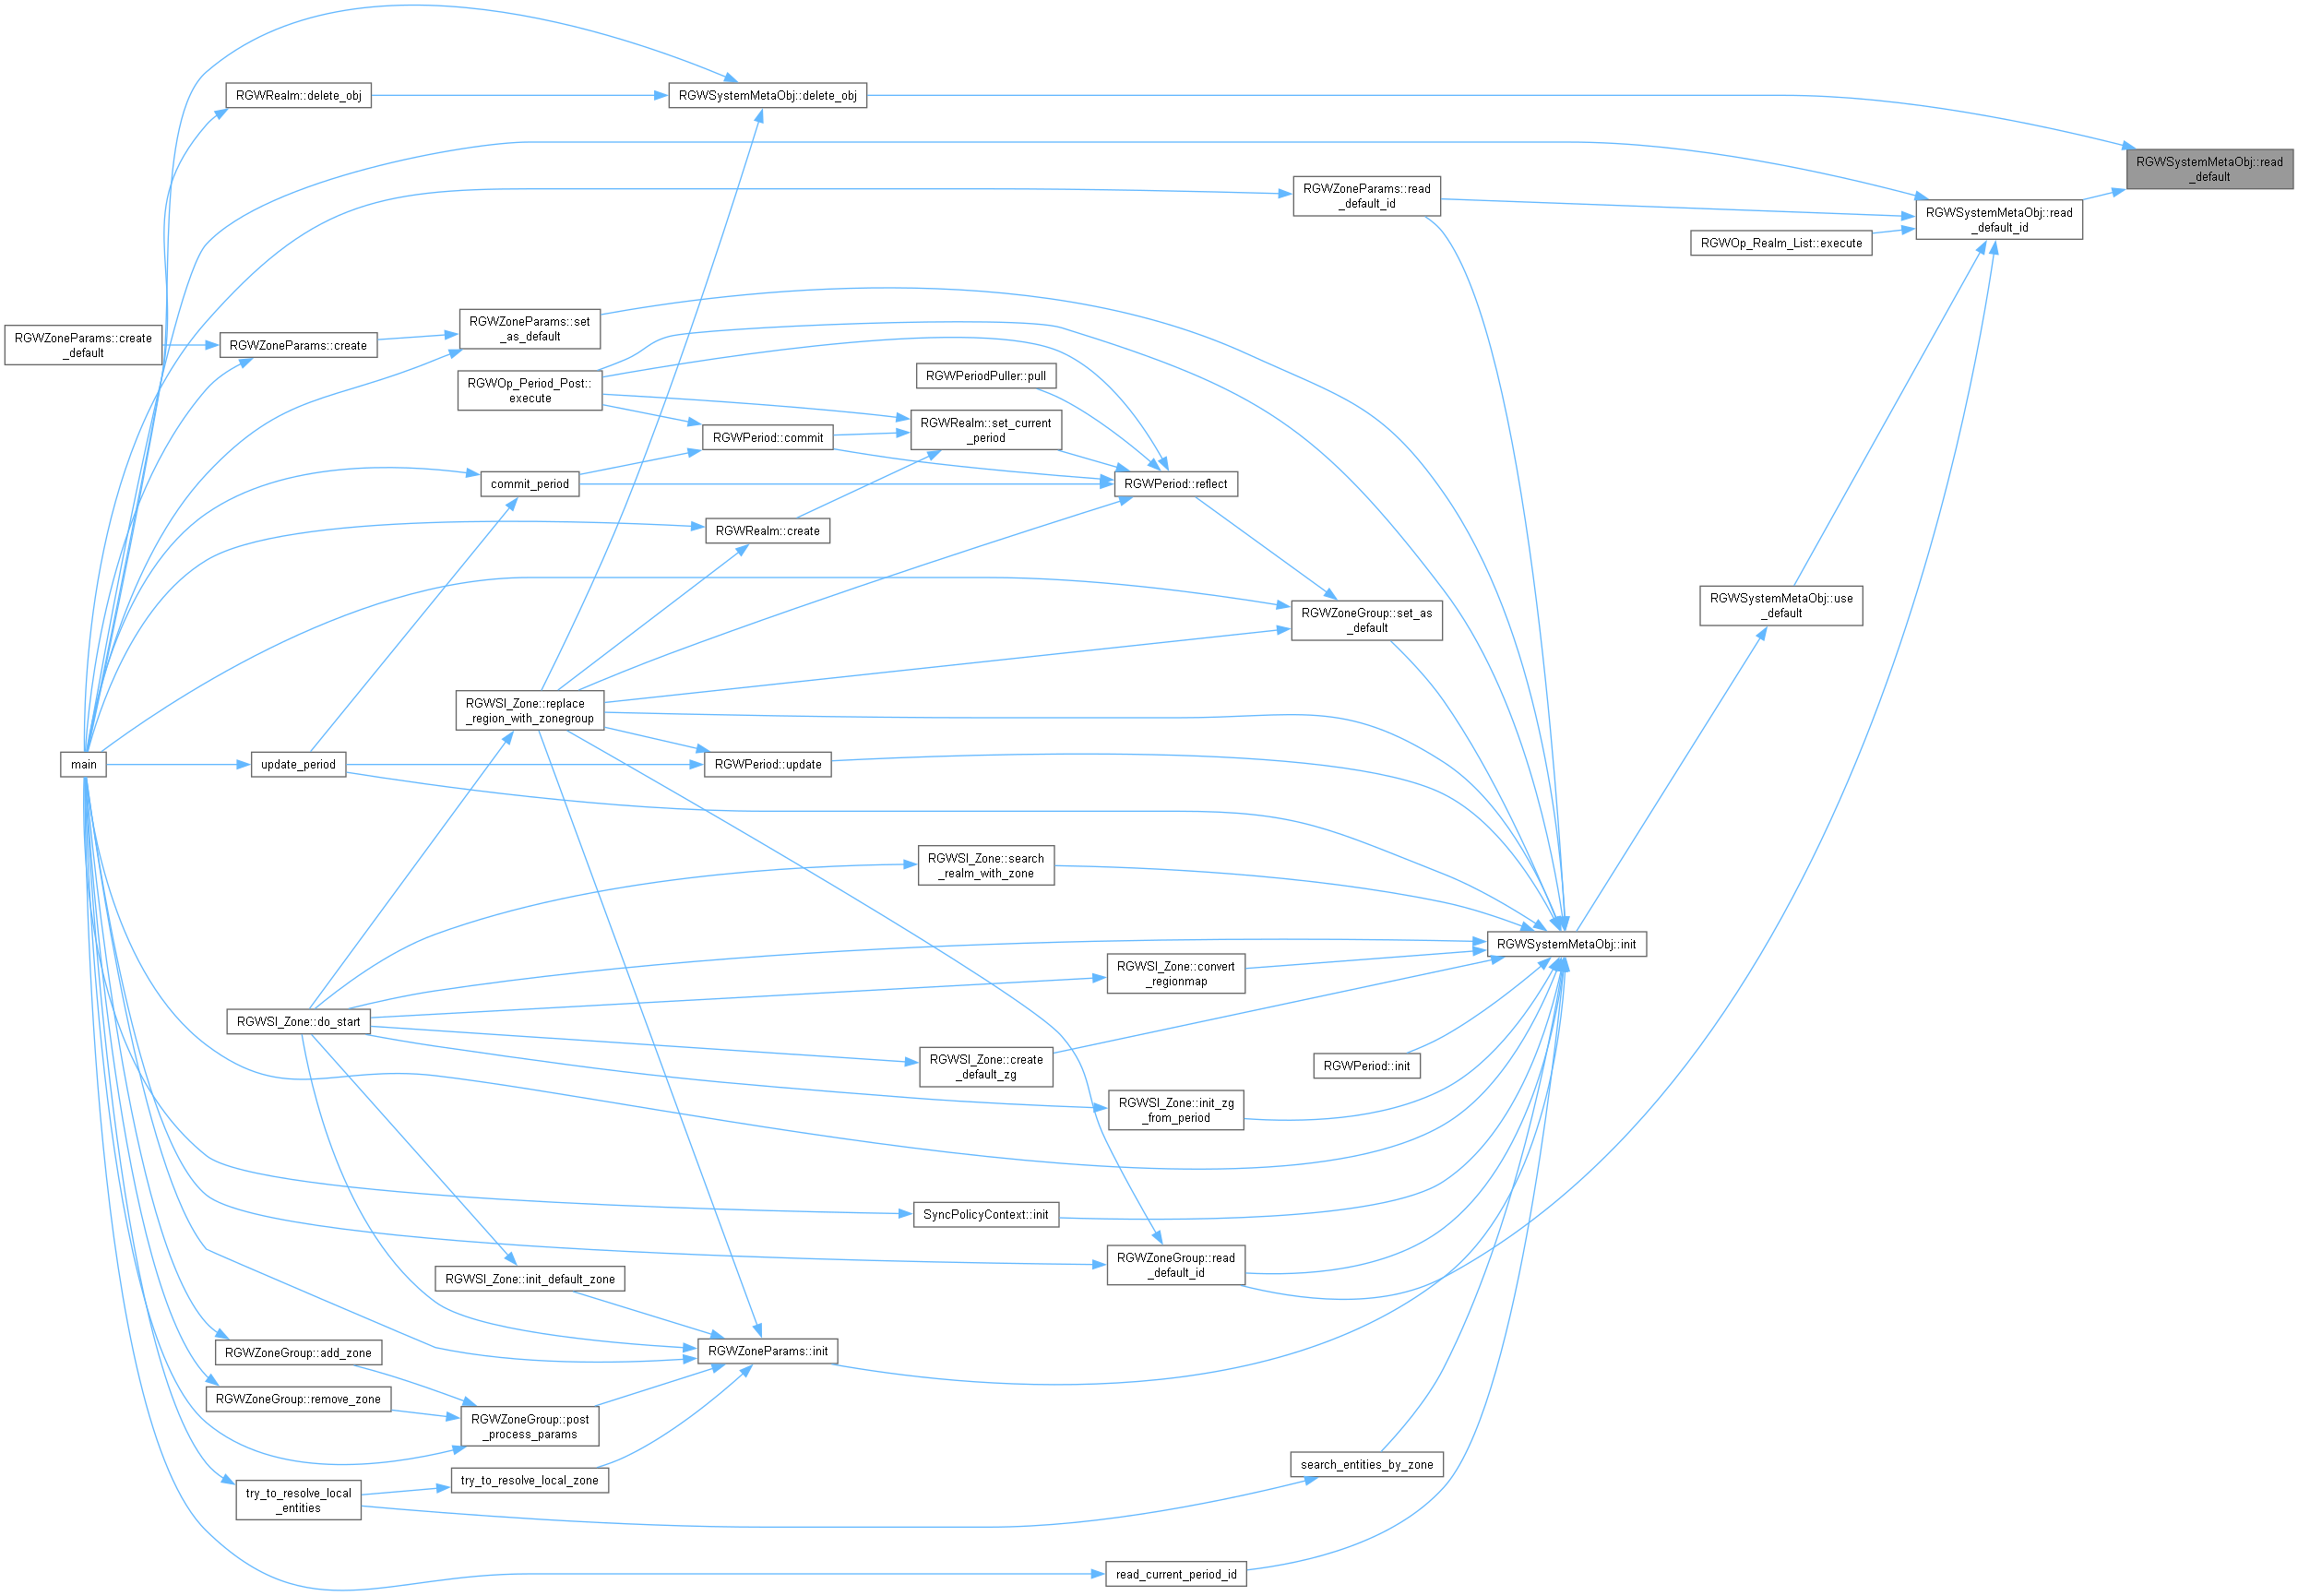 RGWRealm::delete_obj
RGWSystemMetaObj::delete_obj
RGWSystemMetaObj::read
_default
RGWZoneParams::read
_default_id
RGWSystemMetaObj::read
_default_id
RGWOp_Realm_List::execute
RGWZoneParams::create
_default
RGWZoneParams::create
RGWZoneParams::set
_as_default
RGWOp_Period_Post::
execute
RGWPeriodPuller::pull
RGWRealm::set_current
_period
RGWPeriod::commit
commit_period
RGWPeriod::reflect
RGWRealm::create
RGWSystemMetaObj::use
_default
RGWZoneGroup::set_as
_default
RGWSI_Zone::replace
_region_with_zonegroup
main
update_period
RGWPeriod::update
RGWSI_Zone::search
_realm_with_zone
RGWSystemMetaObj::init
RGWSI_Zone::convert
_regionmap
RGWSI_Zone::do_start
RGWSI_Zone::create
_default_zg
RGWPeriod::init
RGWSI_Zone::init_zg
_from_period
SyncPolicyContext::init
RGWZoneGroup::read
_default_id
RGWSI_Zone::init_default_zone
RGWZoneGroup::add_zone
RGWZoneParams::init
RGWZoneGroup::remove_zone
RGWZoneGroup::post
_process_params
search_entities_by_zone
try_to_resolve_local_zone
try_to_resolve_local
_entities
read_current_period_id